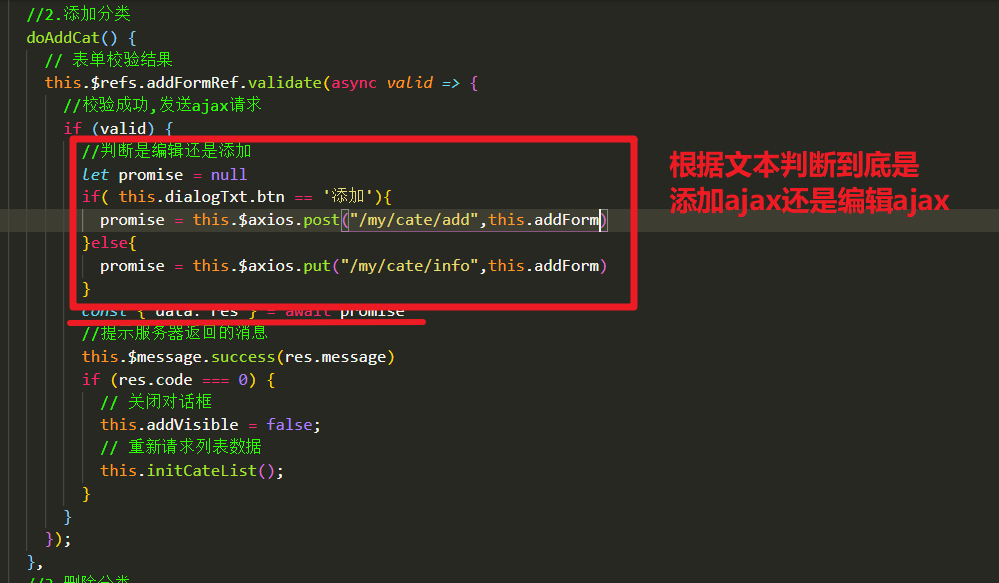 //2.添加分类
doAddCat() {
// 表单校验结果
this.$refs.addFormRef.validate(async valid => {
//校验成功,发送ajax请求
if (valid) {
//判断是编辑还是添加
let promise = null
if( this.dialogTxt.btn == '添加'){
promise = this.$axios.post("/my/cate/add",this.addForm)
}else{
promise = this.$axios.put("/my/cate/info",this.addForm)
}
const { data: res } = await promise
//提示服务器返回的消息
this.$message.success(res.message)
if (res.code === 0) {
// 关闭对话框
this.addVisible = false;
// 重新请求列表数据
this.initCateList();
}
}
});
},
//3.删除分类
根据文本判断到底是
添加ajax还是编辑ajax